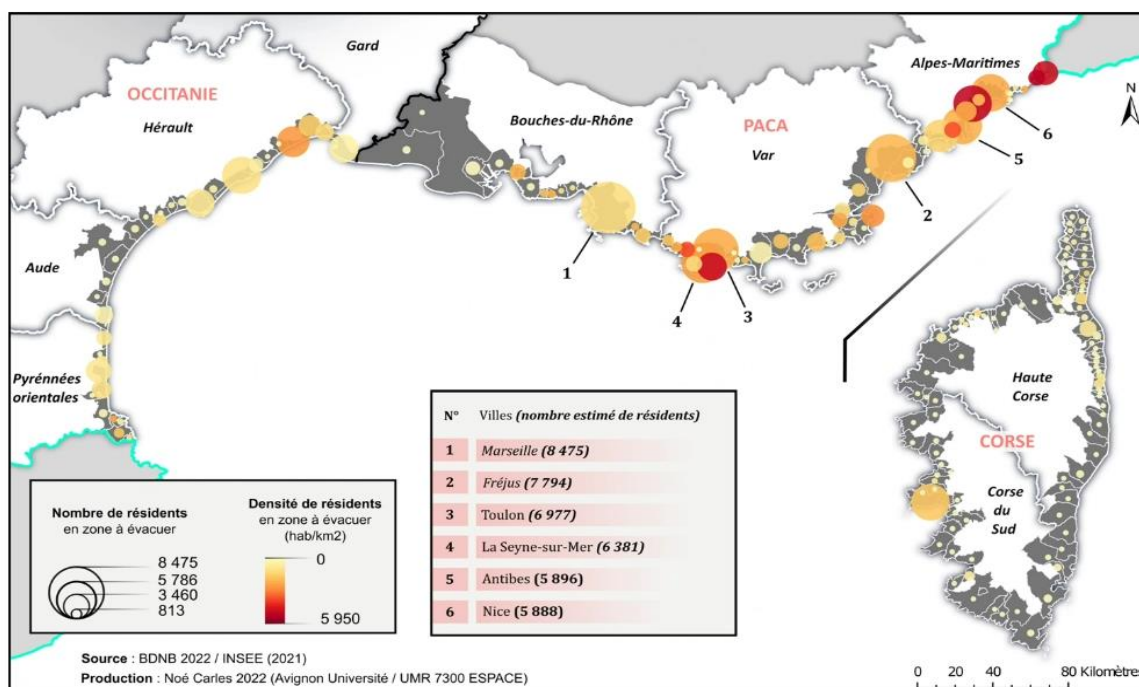 Gard
Alpes-Maritimes
OCCITANIE
Hérault
Bouches-du-Rhône
PACA
Var
N
6
5
2
1
4
3
Aude
Pyrénnées
orientales
Haute
Corse
CORSE
Corse
du
Sud
Nombre de résidents
en zone à évacuer
8 475
5 786
3 460
813
Densité de résidents
en zone à évacuer
(hab/km2)
0
5 950
N° Villes (nombre estimé de résidents)
1 Marseille (8 475)
2 Fréjus (7 794)
3 Toulon (6 977)
4 La Seyne-sur-Mer (6 381)
5 Antibes (5 896)
6 Nice (5 888)
Source : BDNB 2022 / INSEE (2021)
Production : Noé Carles 2022 (Avignon Université / UMR 7300 ESPACE)
0 20 40 80 Kilomètres